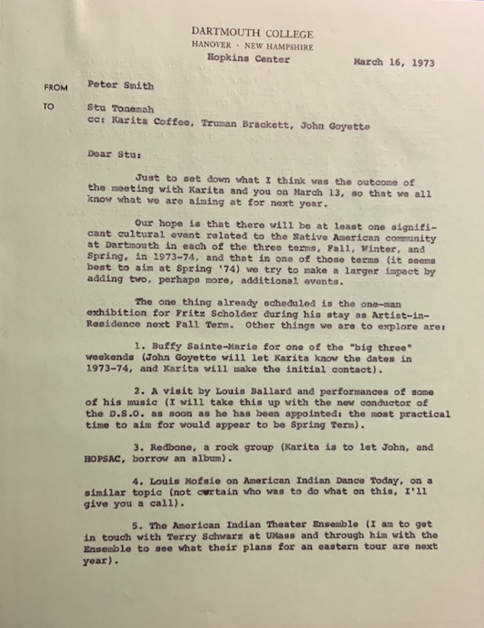 DARTMOUTH COLLEGE
HANOVER · NEW HAMPSHIRE
Hopkins Center March 16, 1973
FROM Peter Smith
TO Stu Tonemah
cc: Karita Coffee, Truman Brackett, John Goyette
Dear Stu:
Just to set down what I think was the outcome of
the meeting with Karita and you on March 13, so that we all
know what we are aiming at for next year.
Our hope is that there will be at least one signifi-
cant cultural event related to the Native American community
at Dartmouth in each of the three terms, Fall, Winter, and
Spring, in 1973-74, and that in one of those terms (it seems
best to aim at Spring '74) we try to make a larger impact by
adding two, perhaps more, additional events.
The one thing already scheduled is the one-man
exhibition for Fritz Scholder during his stay as Artist-in-
Residence next Fall Term. Other things we are to explore are:
1. Buffy Sainte-Marie for one of the "big three"
weekends (John Goyette will let Karita know the dates in
1973-74, and Karita will make the initial contact).
2. A visit by Louis Ballard and performances of some
of his music (I will take this up with the new conductor of
the D.S.O. as soon as he has been appointed: the most practical
time to aim for would appear to be Spring Term).
3. Redbone, a rock group (Karita is to let John, and
HOPSAC, borrow an album).
4. Louis Mofsie on American Indian Dance Today, on a
similar topic (not certain who was to do what on this, I'll
give you a call).
5. The American Indian Theater Ensemble (I am to get
in touch with Terry Schwarz at UMass and through him with the
Ensemble to see what their plans for an eastern tour are next
year).